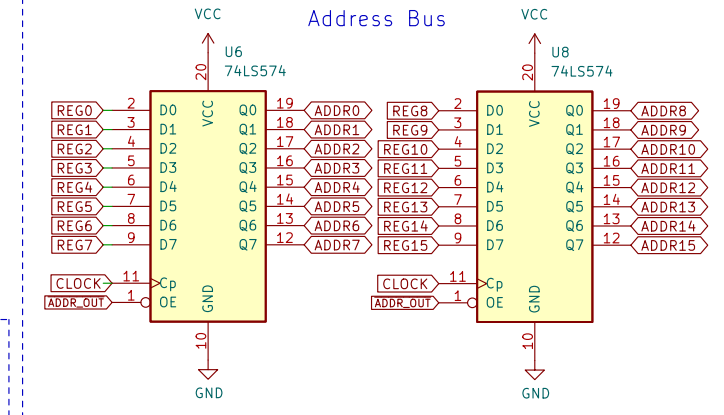 Address Bus
VCC
U6
74LS574
20
VCC
REG0 2 D0 Q0 19 ADDR0
REG1 3 D1 Q1 18 ADDR1
REG2 4 D2 Q2 17 ADDR2
REG3 5 D3 Q3 16 ADDR3
REG4 6 D4 Q4 15 ADDR4
REG5 7 D5 Q5 14 ADDR5
REG6 8 D6 Q6 13 ADDR6
REG7 9 D7 Q7 12 ADDR7
CLOCK 11 Cp
ADDR_OUT 1 OE
GND
10
GND
VCC
U8
74LS574
20
VCC
REG8 2 D0 Q0 19 ADDR8
REG9 3 D1 Q1 18 ADDR9
REG10 4 D2 Q2 17 ADDR10
REG11 5 D3 Q3 16 ADDR11
REG12 6 D4 Q4 15 ADDR12
REG13 7 D5 Q5 14 ADDR13
REG14 8 D6 Q6 13 ADDR14
REG15 9 D7 Q7 12 ADDR15
CLOCK 11 Cp
ADDR_OUT 1 OE
GND
10
GND